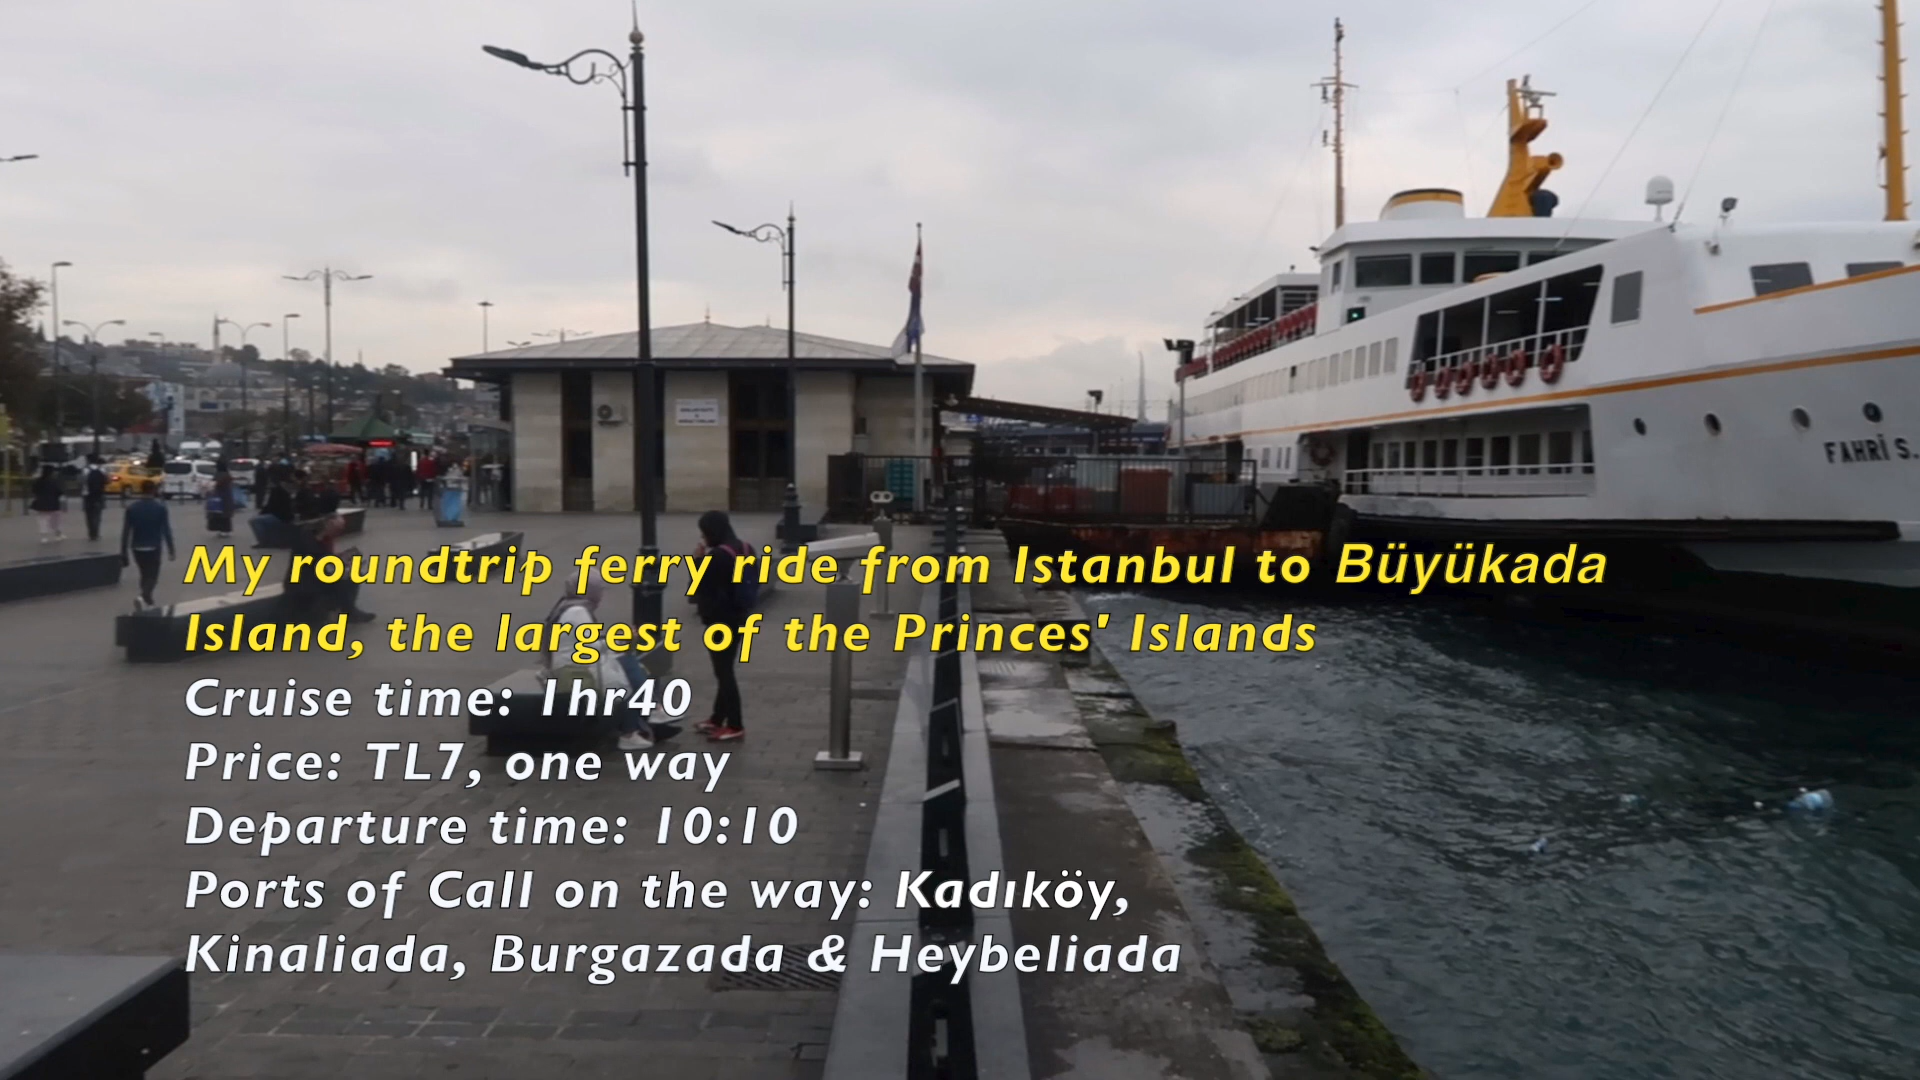 FAHRİ S.
My roundtrip ferry ride from Istanbul to Büyükada
Island, the largest of the Princes' Islands
Cruise time: 1hr40
Price: TL7, one way
Departure time: 10:10
Ports of Call on the way: Kadıköy,
Kinaliada, Burgazada & Heybeliada